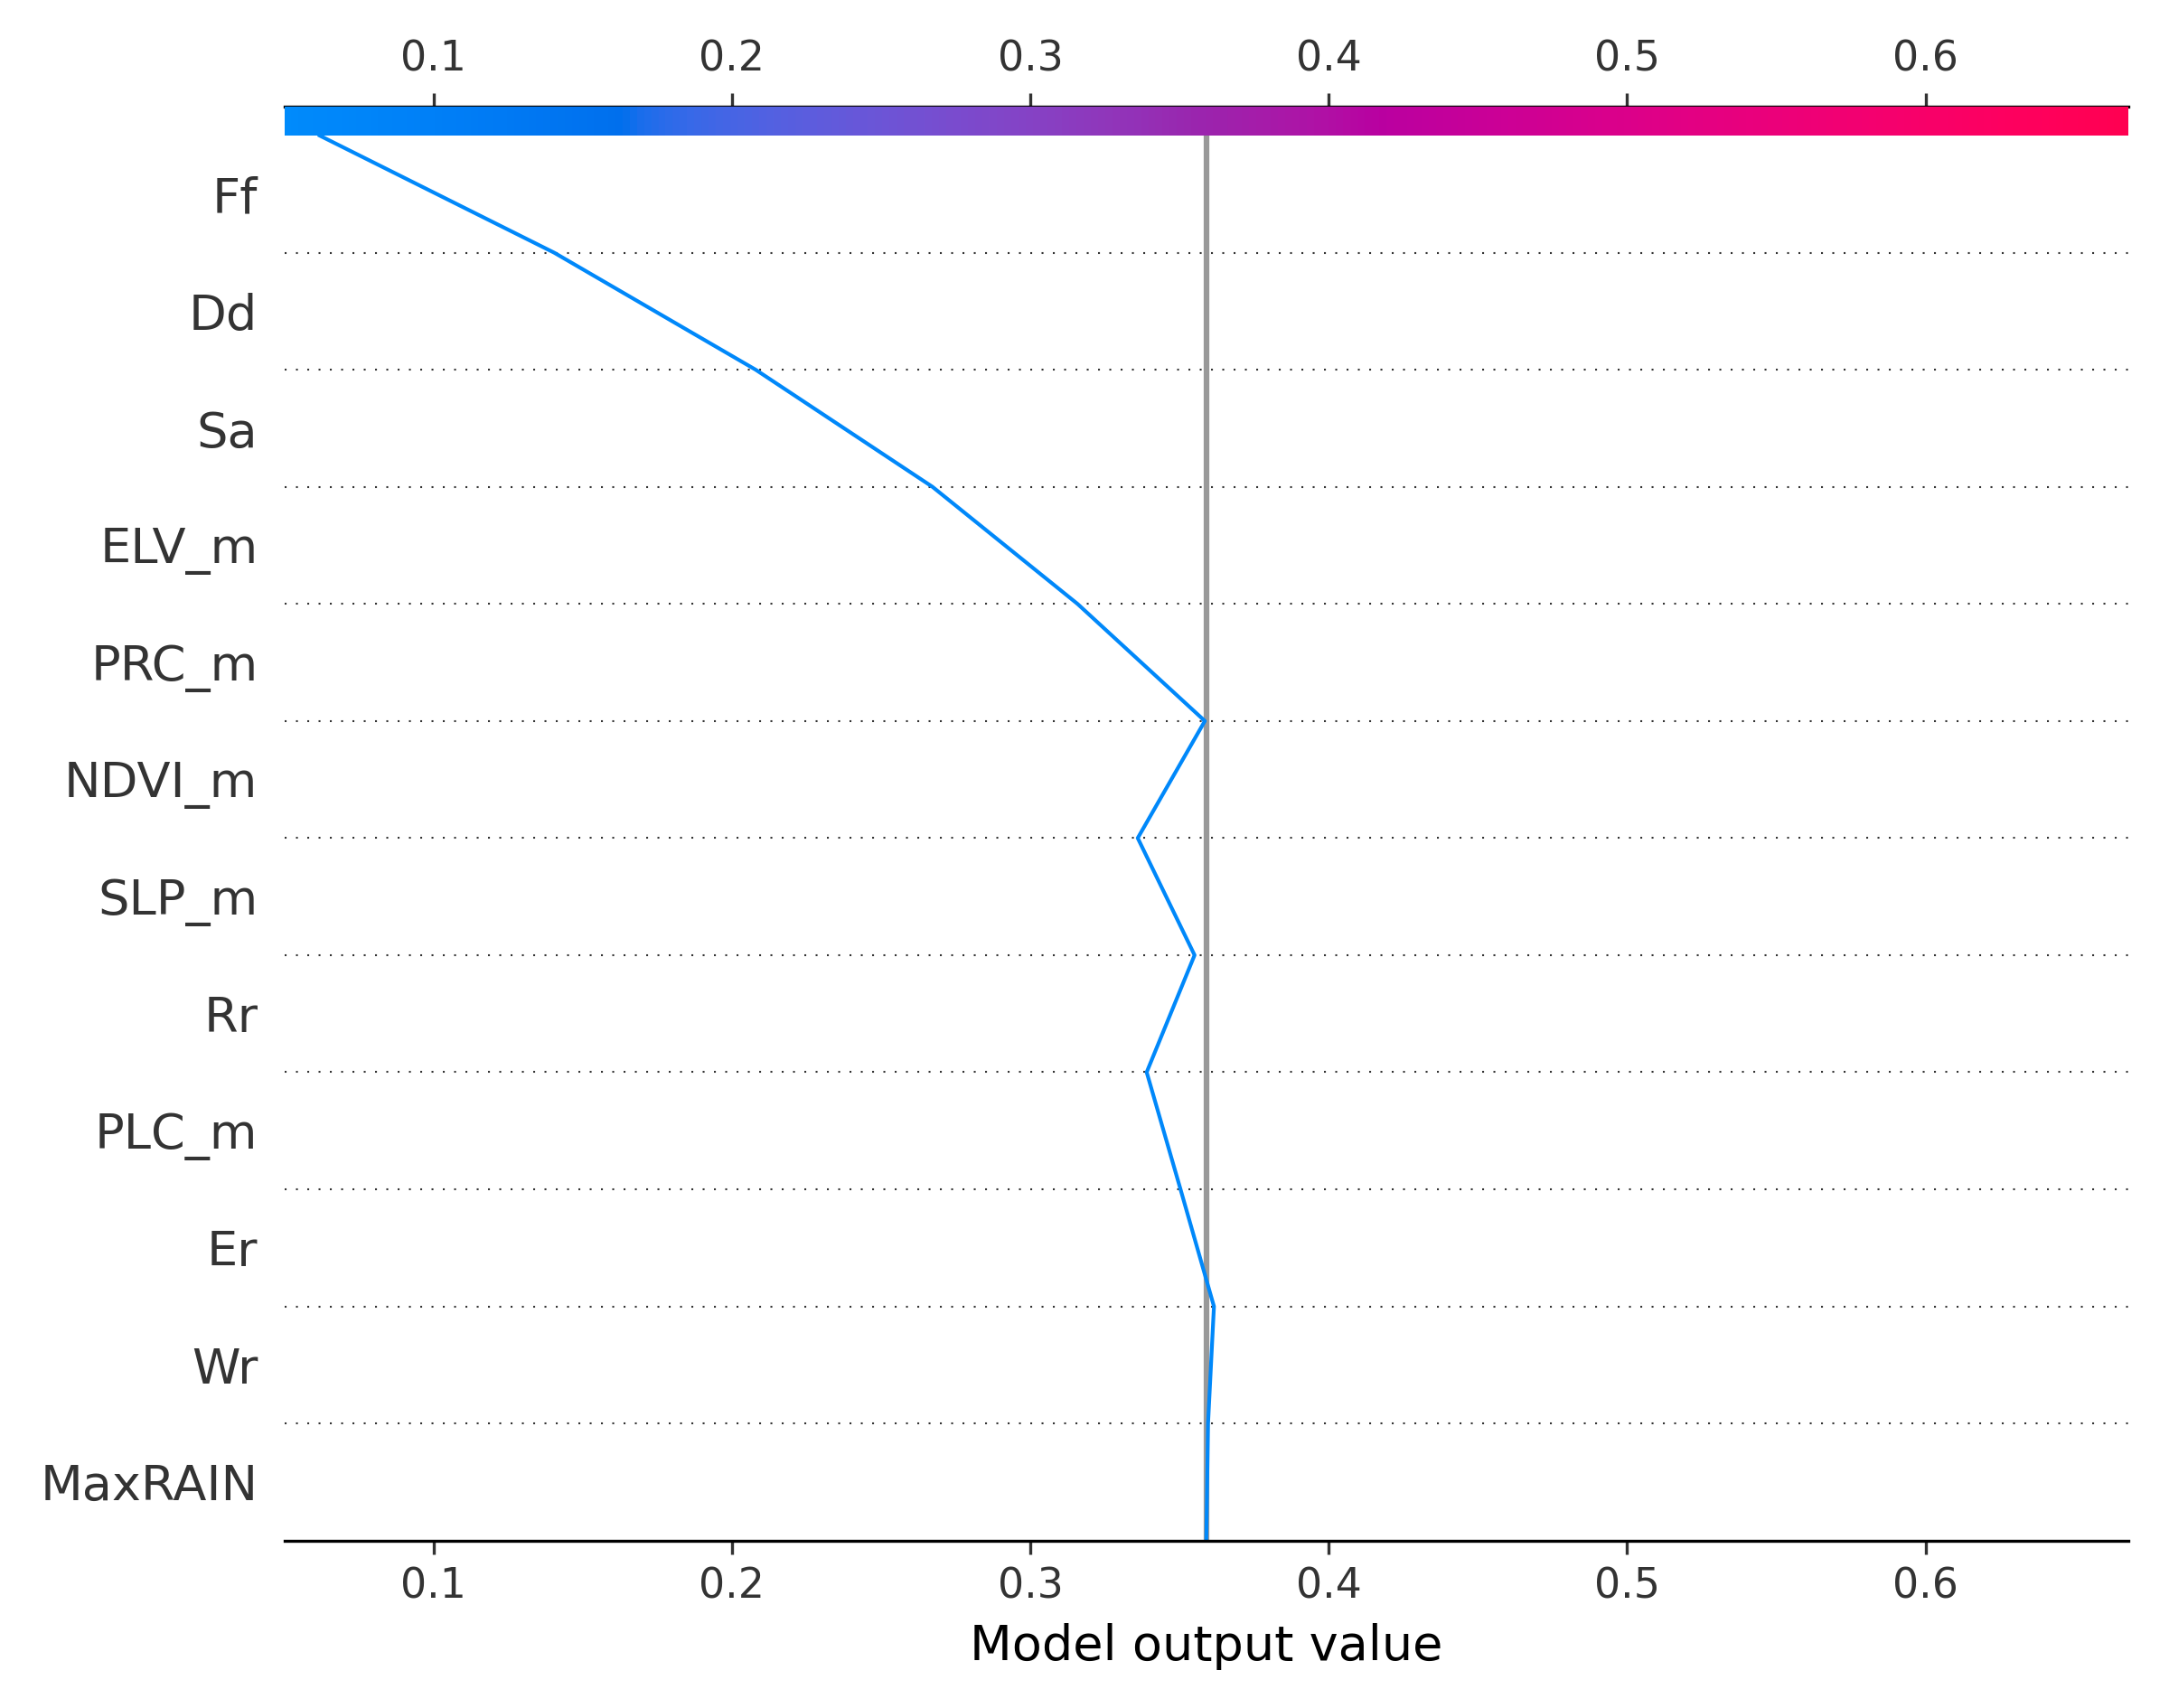 0.1 0.2 0.3 0.4 0.5 0.6
Ff
Dd
Sa
ELV_m
PRC_m
NDVI_m
SLP_m
Rr
PLC_m
Er
Wr
MaxRAIN
0.1 0.2 0.3 0.4 0.5 0.6
Model output value